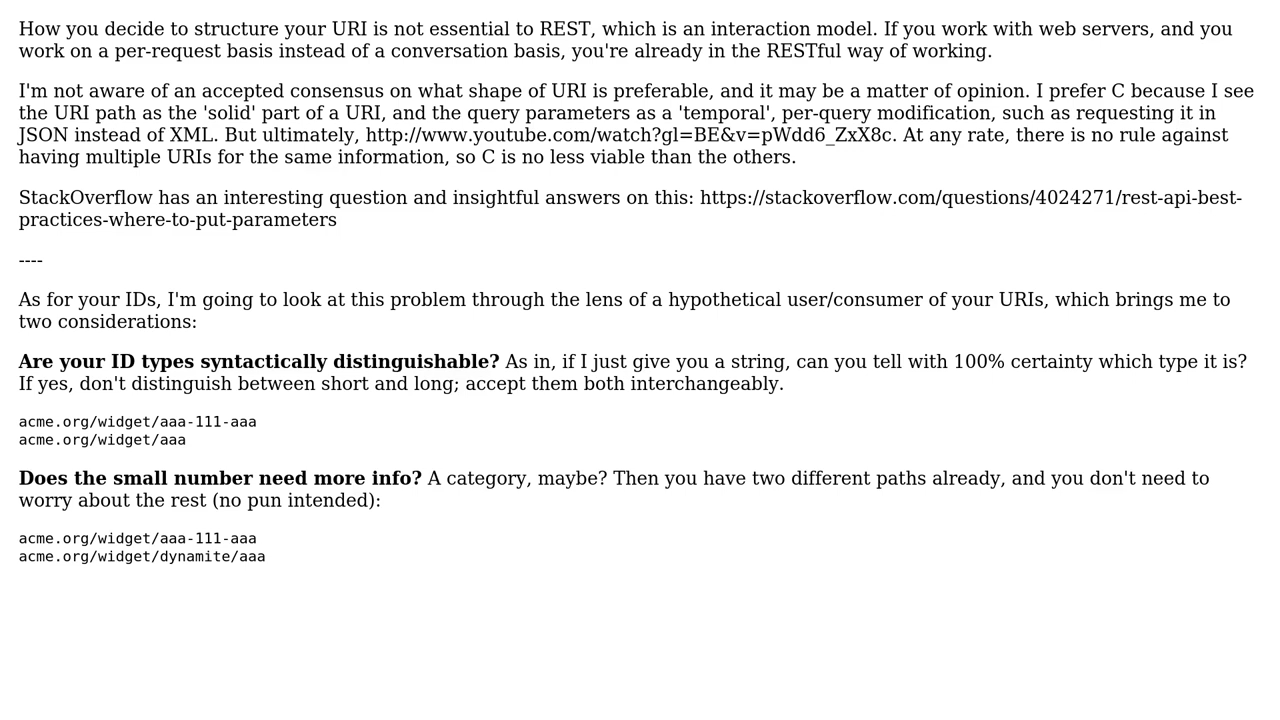 How you decide to structure your URI is not essential to REST, which is an interaction model. If you work with web servers, and you
work on a per-request basis instead of a conversation basis, you're already in the RESTful way of working.
I'm not aware of an accepted consensus on what shape of URI is preferable, and it may be a matter of opinion. I prefer C because I see
the URI path as the 'solid' part of a URI, and the query parameters as a 'temporal', per-query modification, such as requesting it in
JSON instead of XML. But ultimately, http://www.youtube.com/watch?gl=BE&v=pWdd6_ZxX8c. At any rate, there is no rule against
having multiple URIs for the same information, so C is no less viable than the others.
StackOverflow has an interesting question and insightful answers on this: https://stackoverflow.com/questions/4024271/rest-api-best-
practices-where-to-put-parameters
----
As for your IDs, I'm going to look at this problem through the lens of a hypothetical user/consumer of your URIs, which brings me to
two considerations:
Are your ID types syntactically distinguishable? As in, if I just give you a string, can you tell with 100% certainty which type it is?
If yes, don't distinguish between short and long; accept them both interchangeably.
acme.org/widget/aaa-111-aaa
acme.org/widget/aaa
Does the small number need more info? A category, maybe? Then you have two different paths already, and you don't need to
worry about the rest (no pun intended):
acme.org/widget/aaa-111-aaa
acme.org/widget/dynamite/aaa